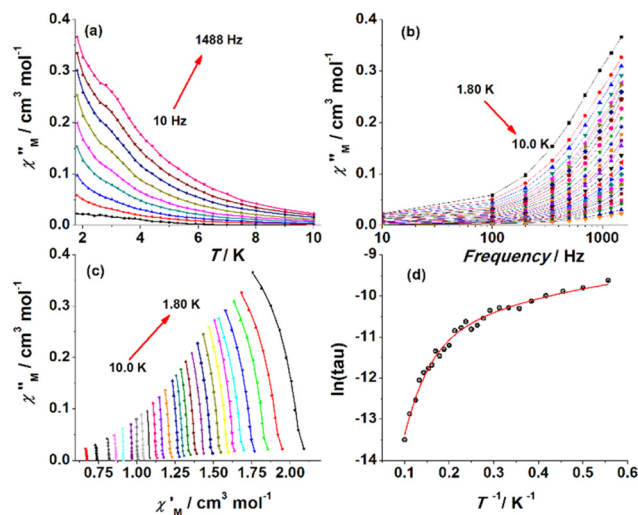 (a)
1488 Hz
10 Hz
χ''M / cm³ mol⁻¹
0.4
0.3
0.2
0.1
0.0
2 4 6 8 10
T / K
(b)
1.80 K
10.0 K
χ''M / cm³ mol⁻¹
0.4
0.3
0.2
0.1
0.0
10 100 1000
Frequency / Hz
(c)
1.80 K
10.0 K
χ''M / cm³ mol⁻¹
0.4
0.3
0.2
0.1
0.0
0.75 1.00 1.25 1.50 1.75 2.00
χ'M / cm³ mol⁻¹
(d)
ln(tau)
-9
-10
-11
-12
-13
-14
0.0 0.1 0.2 0.3 0.4 0.5 0.6
T⁻¹ / K⁻¹